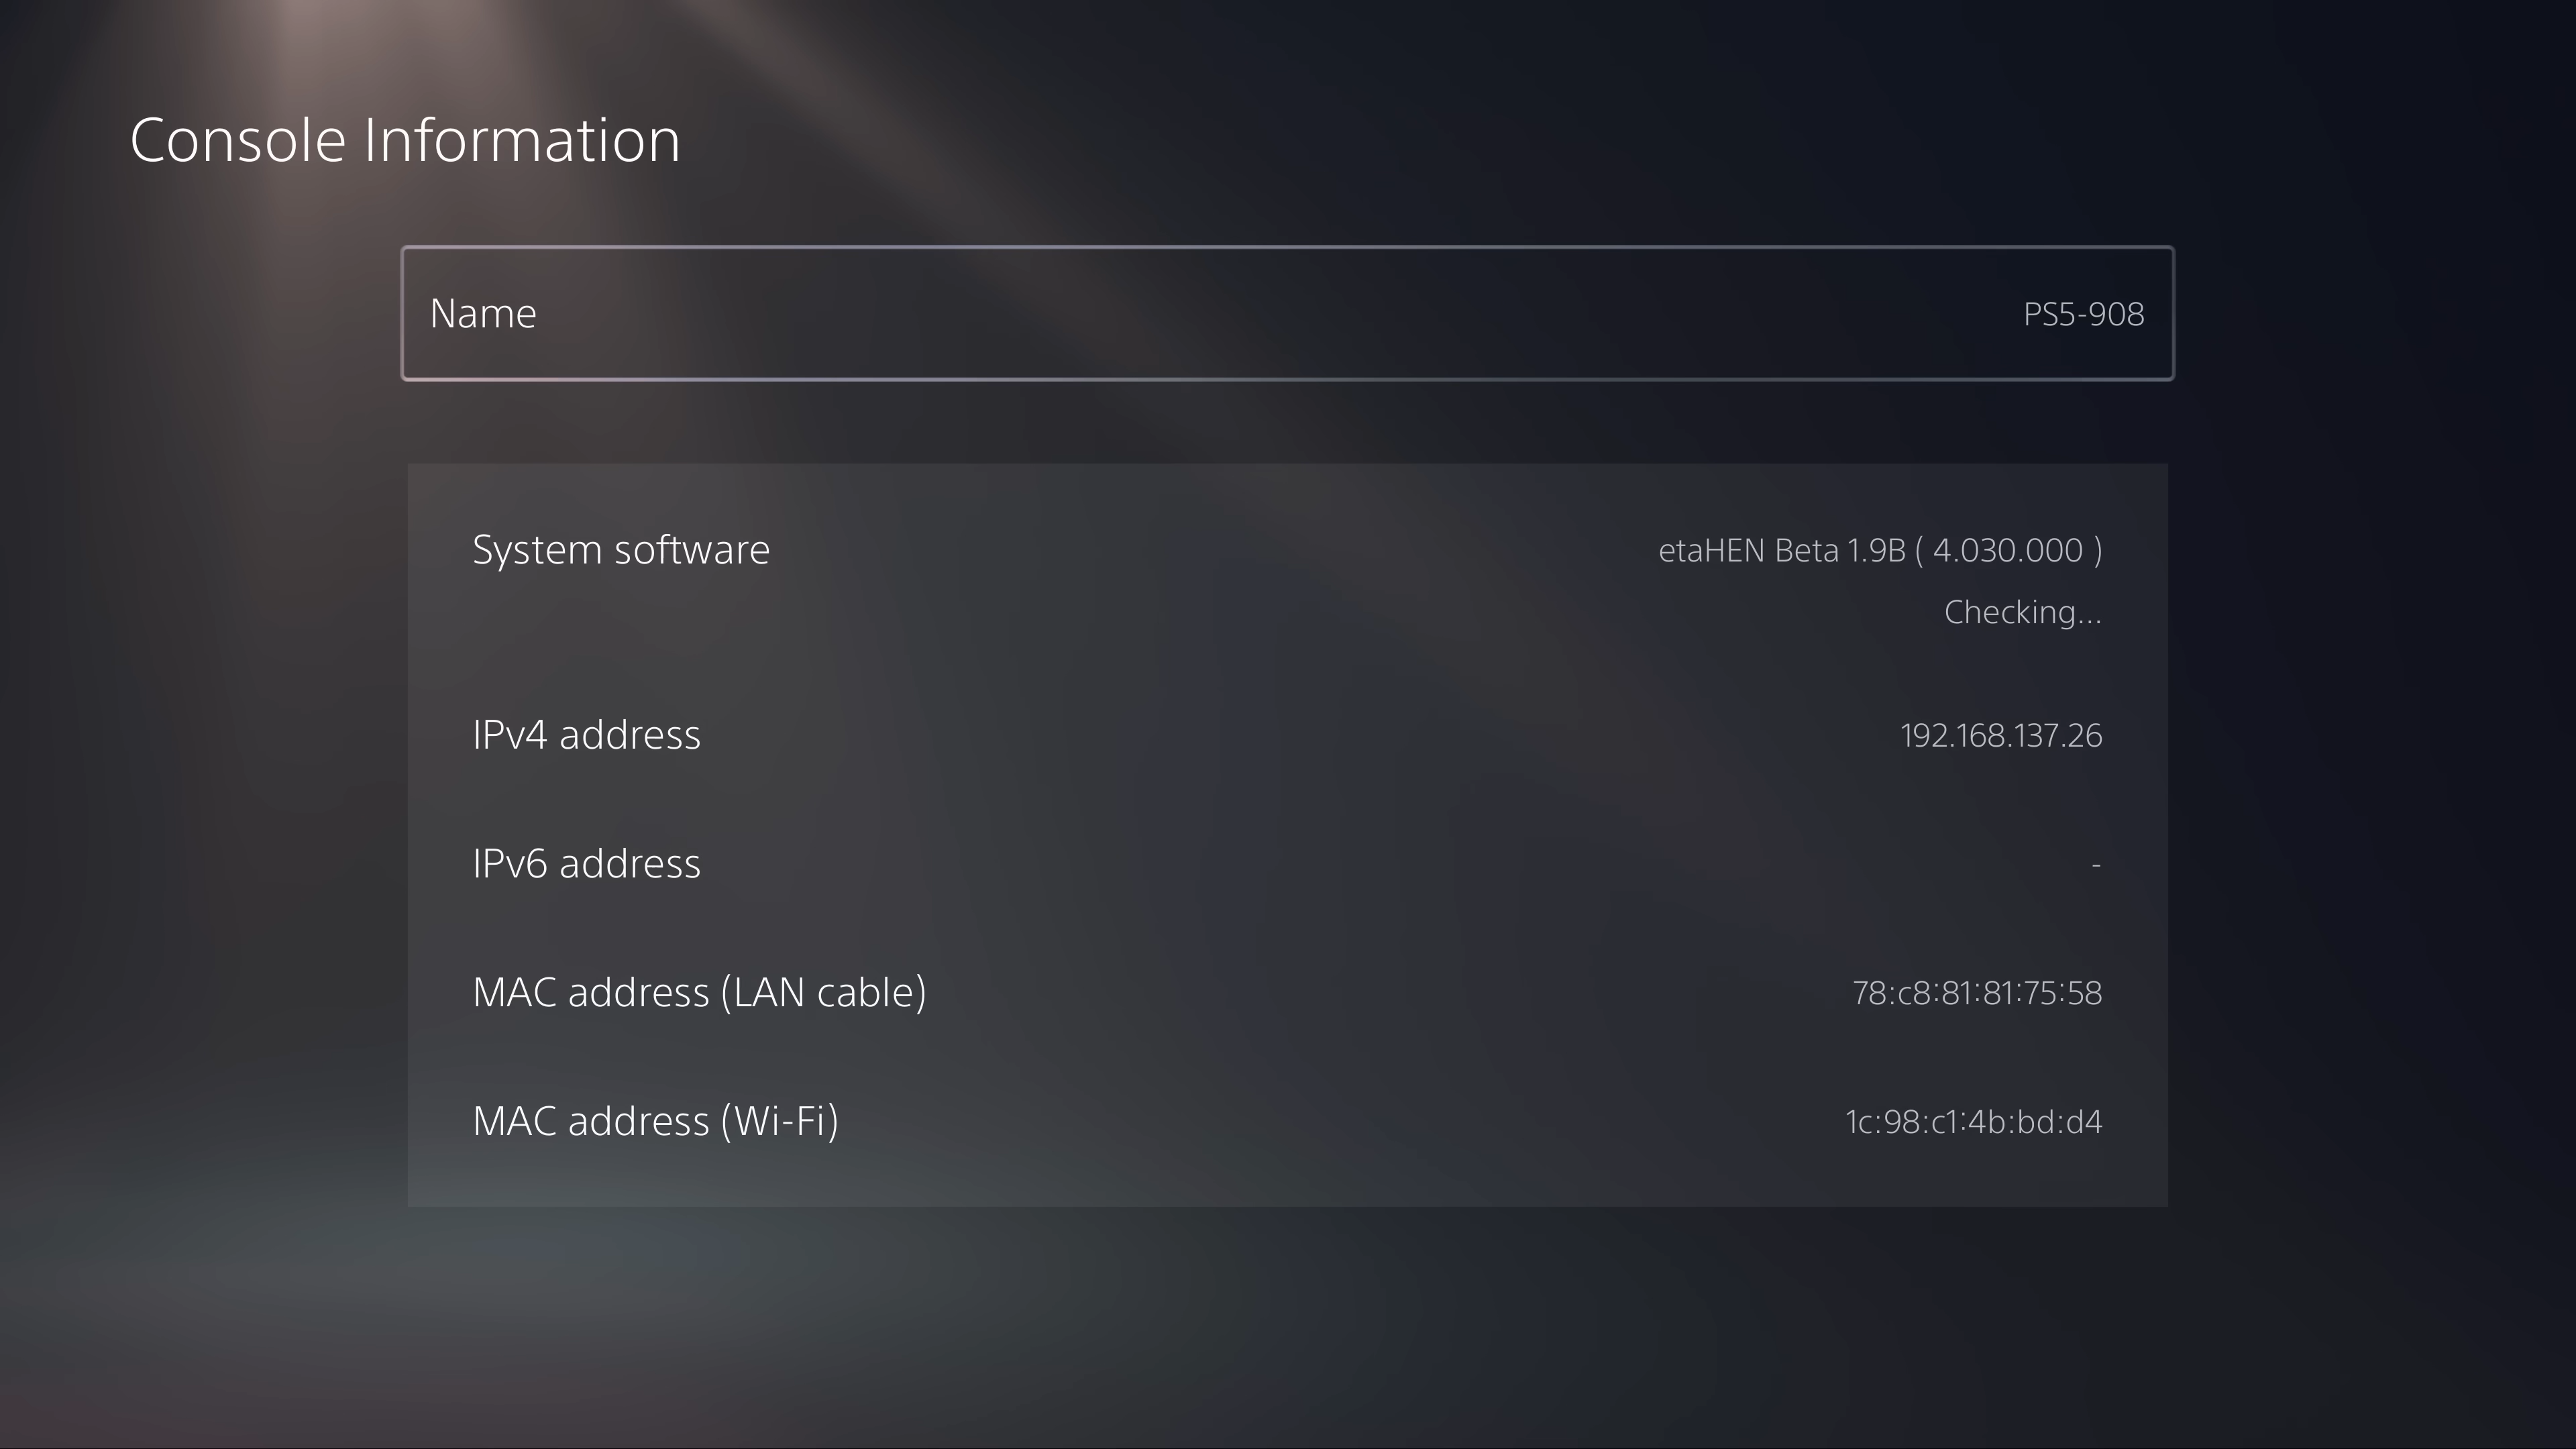 Console Information
Name PS5-908
System software etaHEN Beta 1.9B ( 4.030.000 )
Checking...
IPv4 address 192.168.137.26
IPv6 address -
MAC address (LAN cable) 78:c8:81:81:75:58
MAC address (Wi-Fi) 1c:98:c1:4b:bd:d4